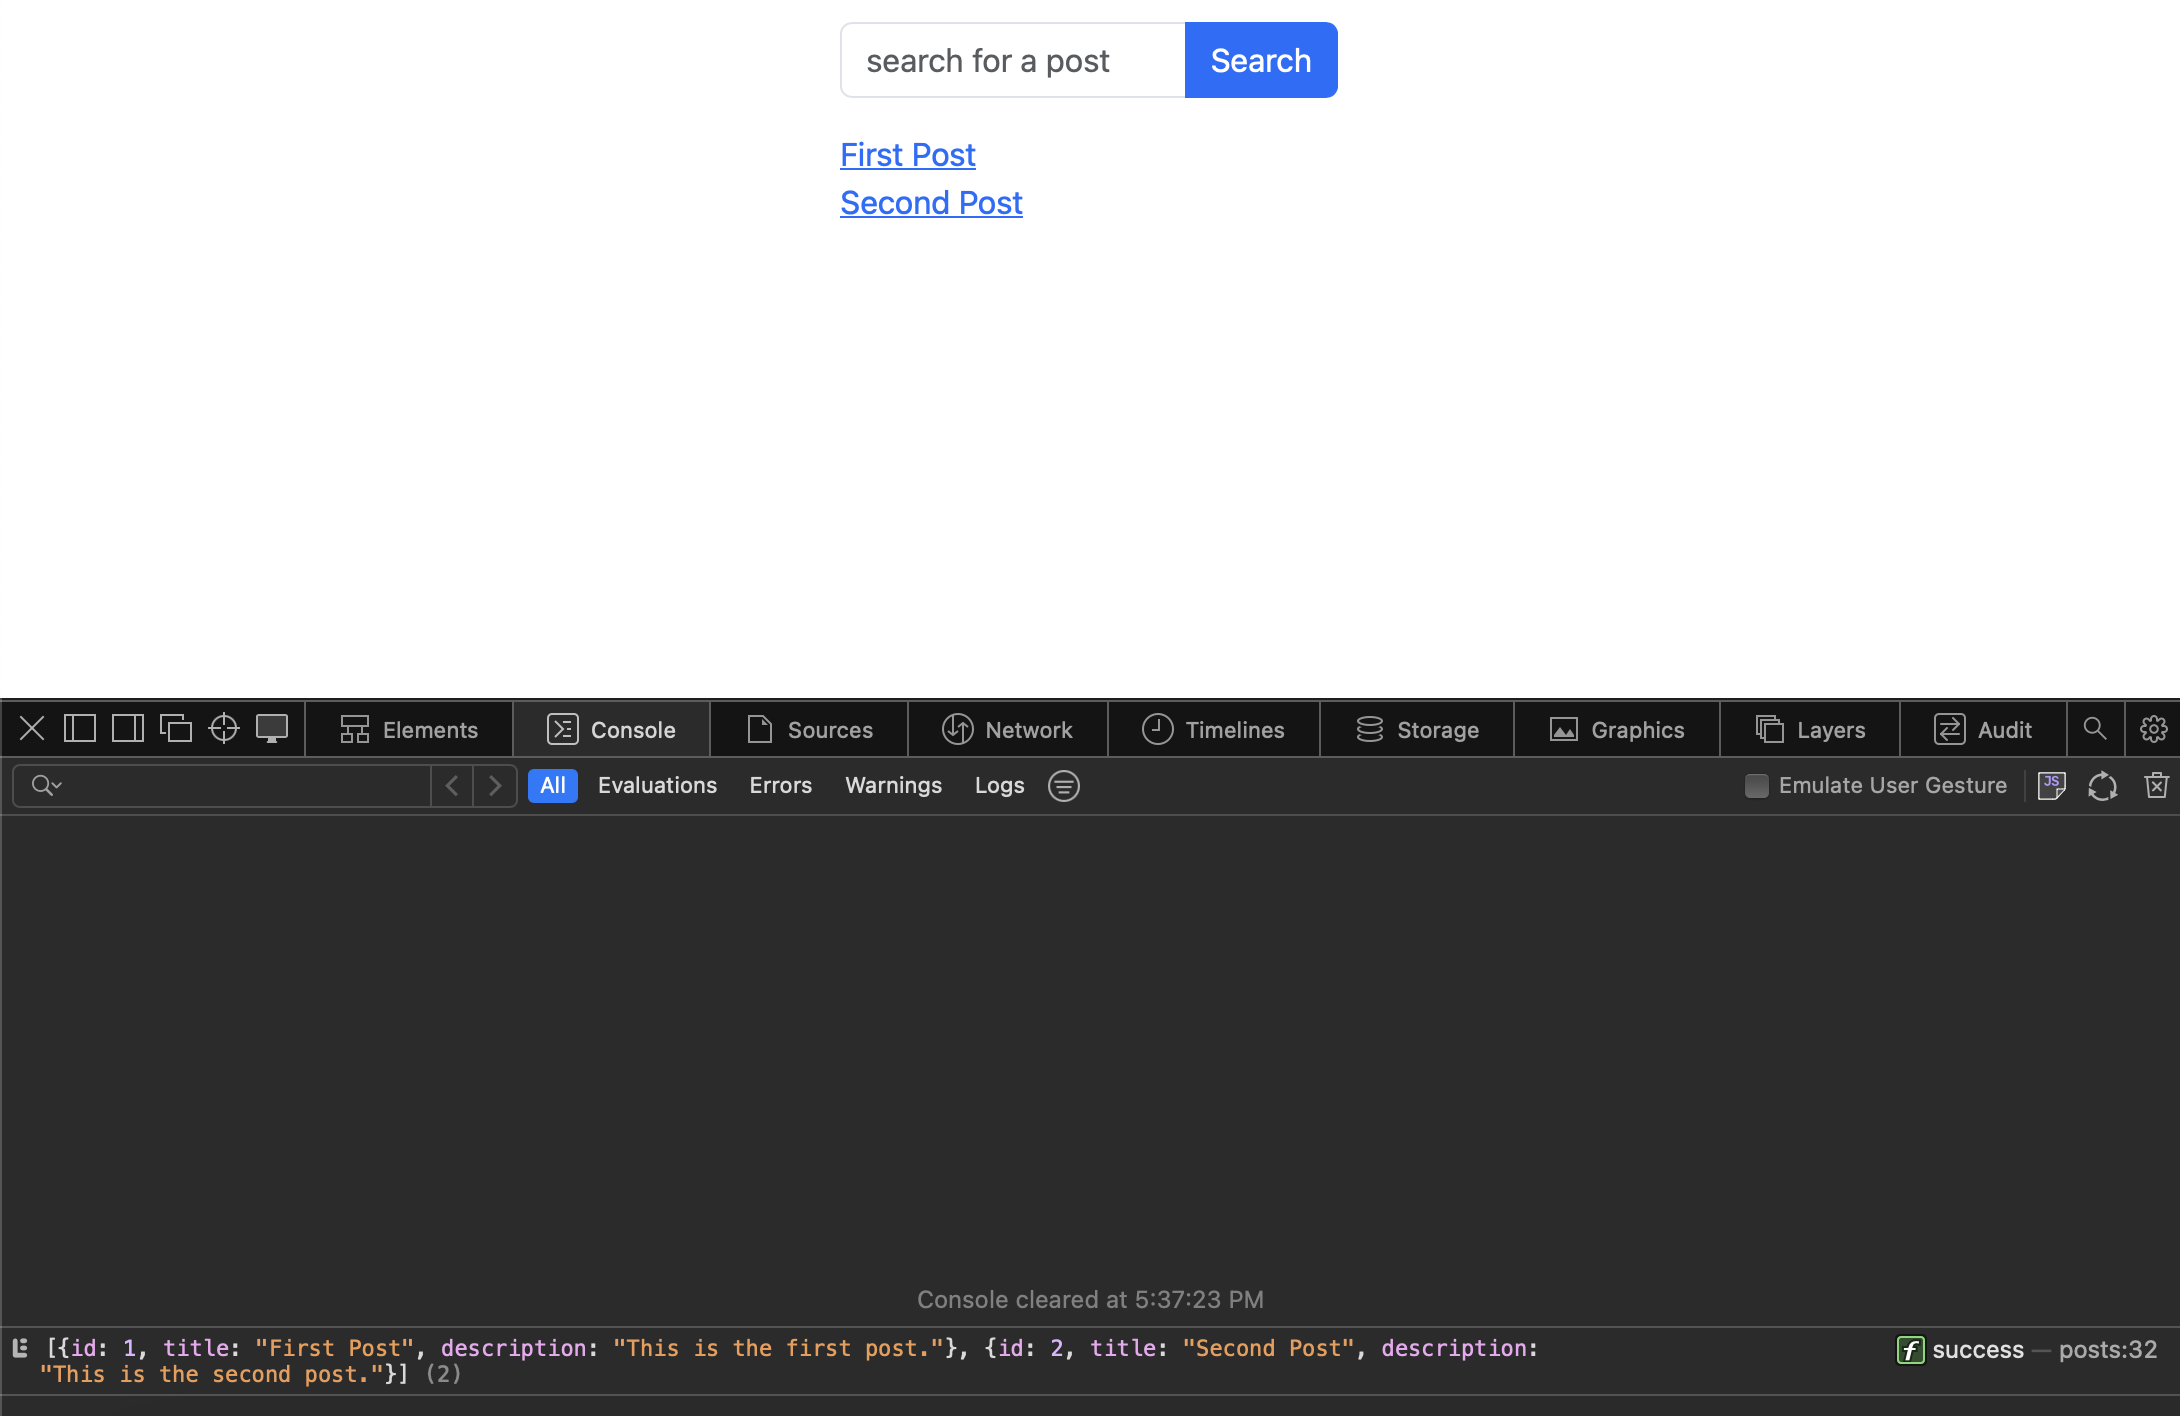 search for a post Search
First Post
Second Post
Elements Console Sources Network Timelines Storage Graphics Layers Audit
All Evaluations Errors Warnings Logs Emulate User Gesture JS
Console cleared at 5:37:23 PM
[{id: 1, title: "First Post", description: "This is the first post."}, {id: 2, title: "Second Post", description: f success — posts:32
"This is the second post."}] (2)